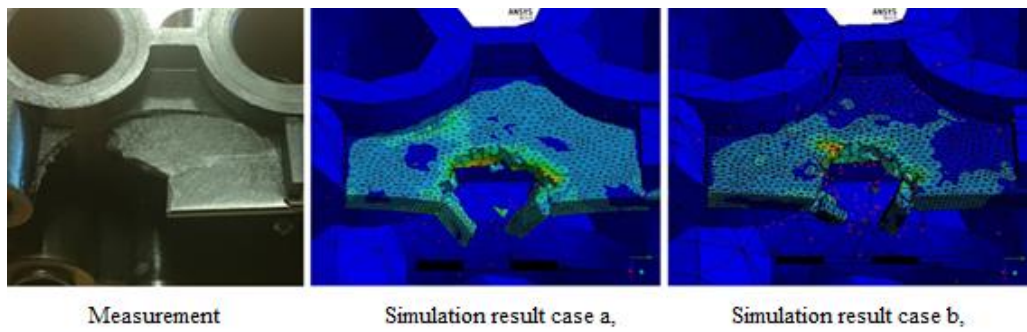 ANSYS
ANSYS
Measurement
Simulation result case a,
Simulation result case b,